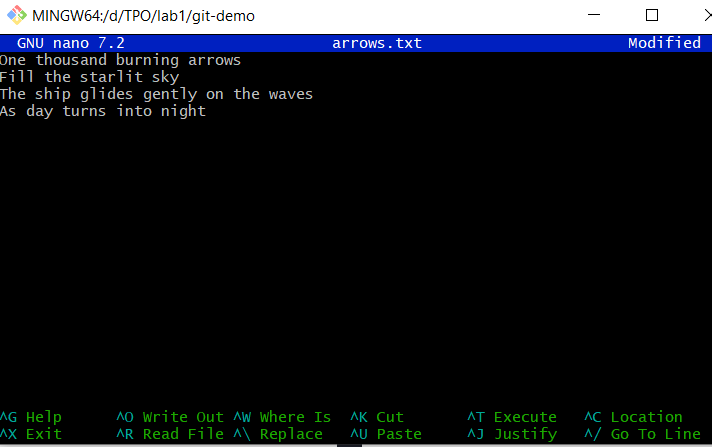 MINGW64:/d/TPO/lab1/git-demo
GNU nano 7.2 arrows.txt Modified
One thousand burning arrows
Fill the starlit sky
The ship glides gently on the waves
As day turns into night
^G Help ^O Write Out ^W Where Is ^K Cut ^T Execute ^C Location
^X Exit ^R Read File ^\ Replace ^U Paste ^J Justify ^/ Go To Line